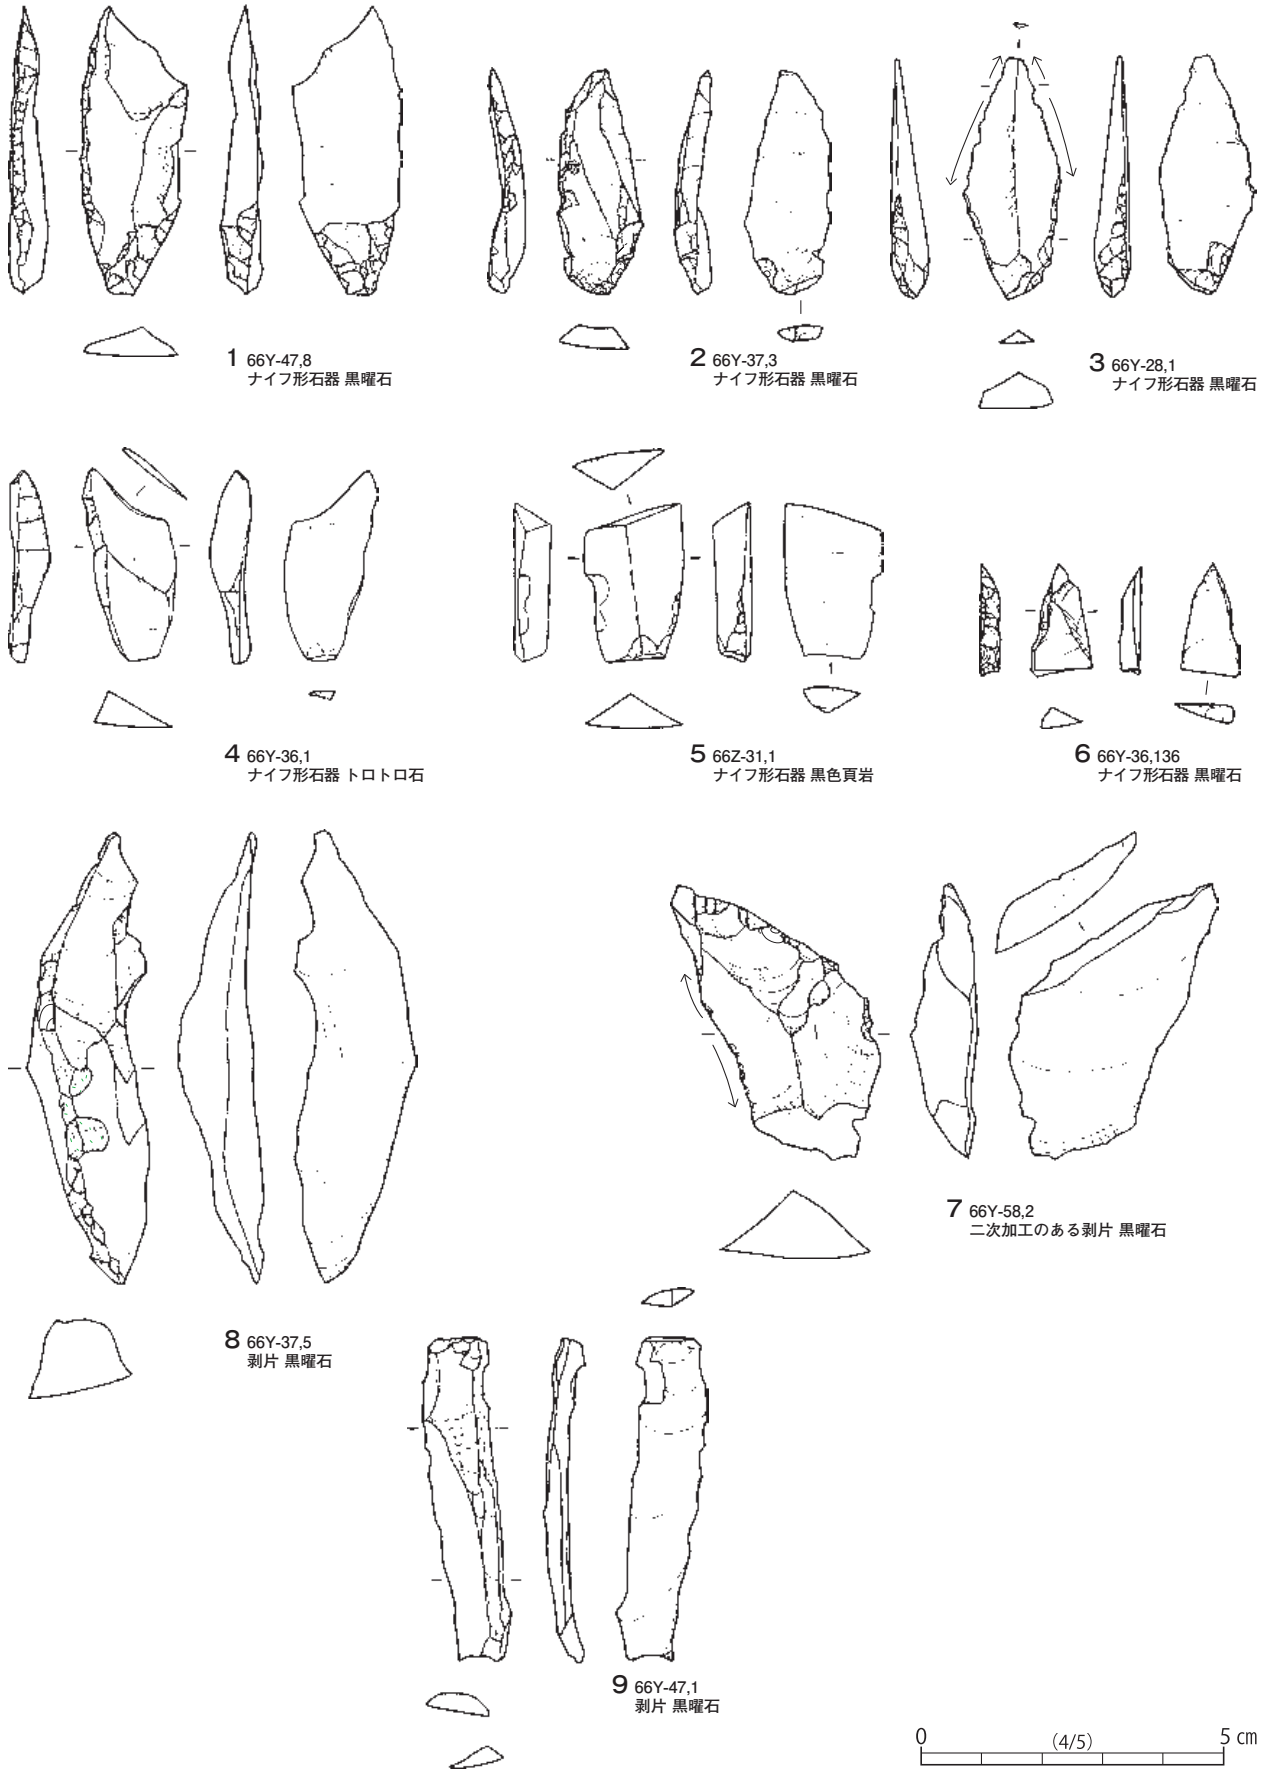 1 66Y-47,8
ナイフ形石器 黒曜石
2 66Y-37,3
ナイフ形石器 黒曜石
3 66Y-28,1
ナイフ形石器 黒曜石
4 66Y-36,1
ナイフ形石器 トロトロ石
5 66Z-31,1
ナイフ形石器 黒色頁岩
6 66Y-36,136
ナイフ形石器 黒曜石
7 66Y-58,2
二次加工のある剥片 黒曜石
8 66Y-37,5
剥片 黒曜石
9 66Y-47,1
剥片 黒曜石
0 (4/5) 5 cm